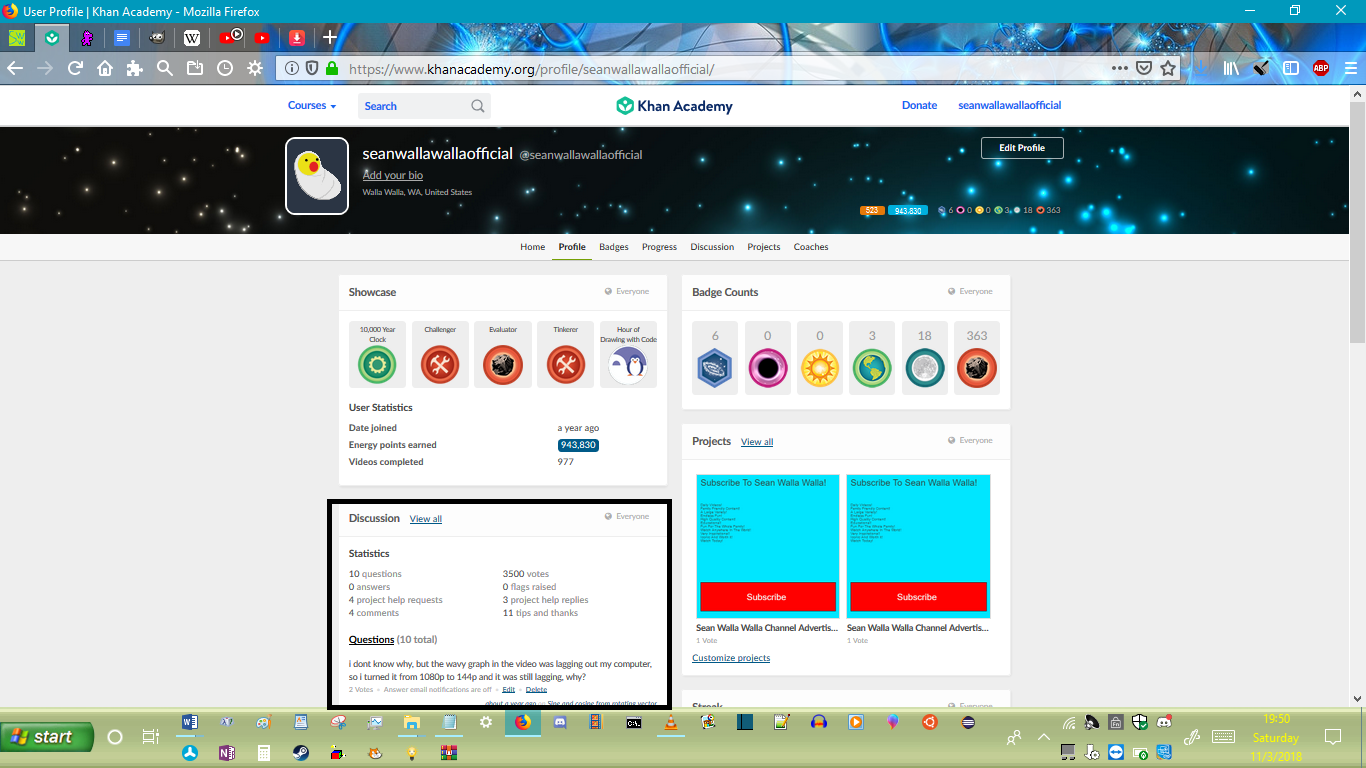 User Profile | Khan Academy - Mozilla Firefox
https://www.khanacademy.org/profile/seanwallawallaofficial/
ABP
Courses
Search
Khan Academy
Donate
seanwallawallaofficial
seanwallawallaofficial @seanwallawallaofficial
Edit Profile
Add your bio
Walla Walla, WA, United States
523 943,830 6 0 0 3 18 363
Home Profile Badges Progress Discussion Projects Coaches
Showcase
Everyone
10,000 Year
Clock
Challenger
Evaluator
Tinkerer
Hour of
Drawing with Code
User Statistics
Date joined a year ago
Energy points earned 943,830
Videos completed 977
Badge Counts
Everyone
6 0 0 3 18 363
Projects View all
Everyone
Subscribe To Sean Walla Walla!
Subscribe
Sean Walla Walla Channel Advertis...
1 Vote
Subscribe To Sean Walla Walla!
Subscribe
Sean Walla Walla Channel Advertis...
1 Vote
Customize projects
Discussion View all
Everyone
Statistics
10 questions 3500 votes
0 answers 0 flags raised
4 project help requests 3 project help replies
4 comments 11 tips and thanks
Questions (10 total)
i dont know why, but the wavy graph in the video was lagging out my computer,
so i turned it from 1080p to 144p and it was still lagging, why?
2 Votes • Answer email notifications are off • Edit • Delete
about a year ago on Sine and cosine from rotating vector
Streak
Everyone
start
19:50
Saturday
11/3/2018